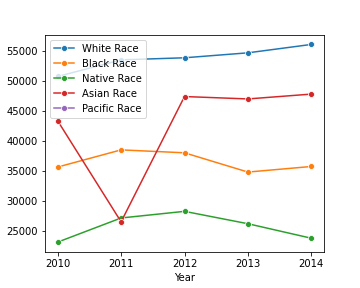 White Race
Black Race
Native Race
Asian Race
Pacific Race
55000
50000
45000
40000
35000
30000
25000
2010 2011 2012 2013 2014
Year